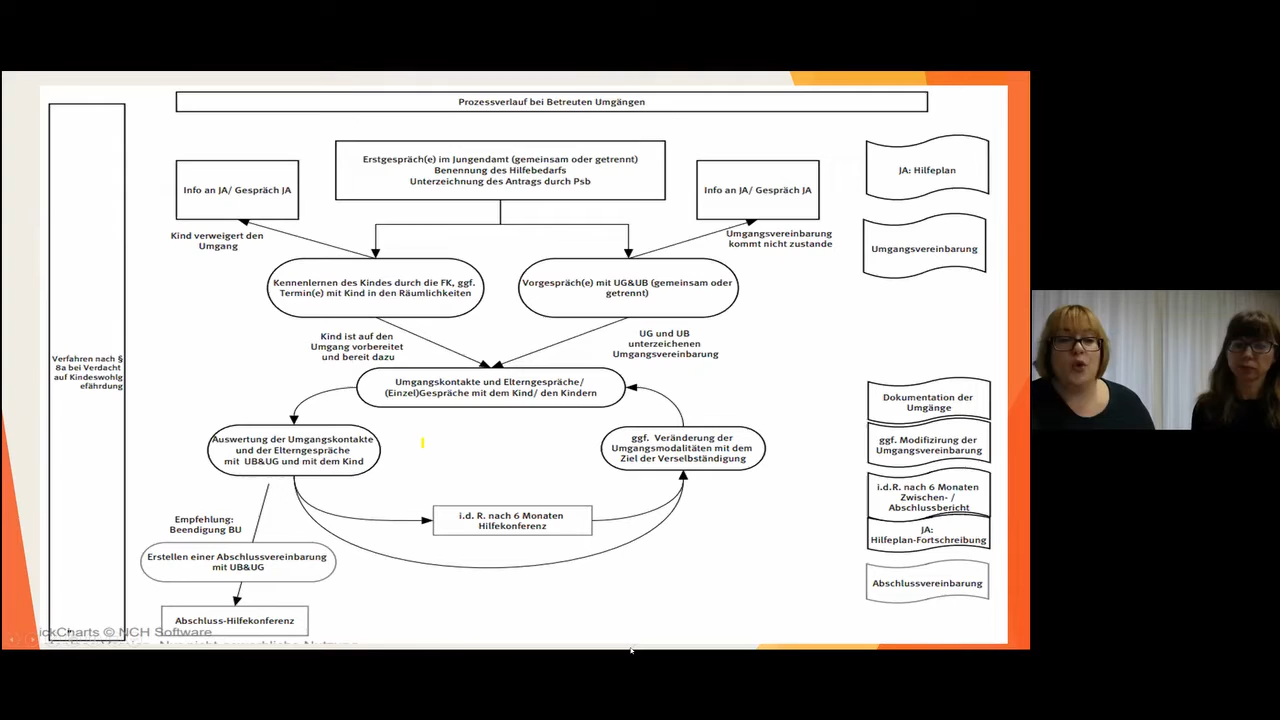 Prozessverlauf bei Betreuten Umgängen
Erstgespräch(e) im Jungendamt (gemeinsam oder getrennt)
Benennung des Hilfebedarfs
Unterzeichnung des Antrags durch Psb
Info an JA/ Gespräch JA
Info an JA/ Gespräch JA
JA: Hilfeplan
Kind verweigert den
Umgang
Umgangsvereinbarung
kommt nicht zustande
Umgangsvereinbarung
Kennenlernen des Kindes durch die FK, ggf.
Termin(e) mit Kind in den Räumlichkeiten
Vorgespräch(e) mit UG&UB (gemeinsam oder
getrennt)
Kind ist auf den
Umgang vorbereitet
und bereit dazu
UG und UB
unterzeichenen
Umgangsvereinbarung
Verfahren nach §
8a bei Verdacht
auf Kindeswohlg
efährdung
Umgangskontakte und Elterngespräche/
(Einzel)Gespräche mit dem Kind/ den Kindern
Dokumentation der
Umgänge
Auswertung der Umgangskontakte
und der Elterngespräche
mit UB&UG und mit dem Kind
ggf. Veränderung der
Umgangsmodalitäten mit dem
Ziel der Verselbständigung
ggf. Modifizirung der
Umgangsvereinbarung
i.d.R. nach 6 Monaten
Zwischen- /
Abschlussbericht
i.d. R. nach 6 Monaten
Hilfekonferenz
JA:
Hilfeplan-Fortschreibung
Empfehlung:
Beendigung BU
Erstellen einer Abschlussvereinbarung
mit UB&UG
Abschlussvereinbarung
Abschluss-Hilfekonferenz
ickCharts © NCH Software